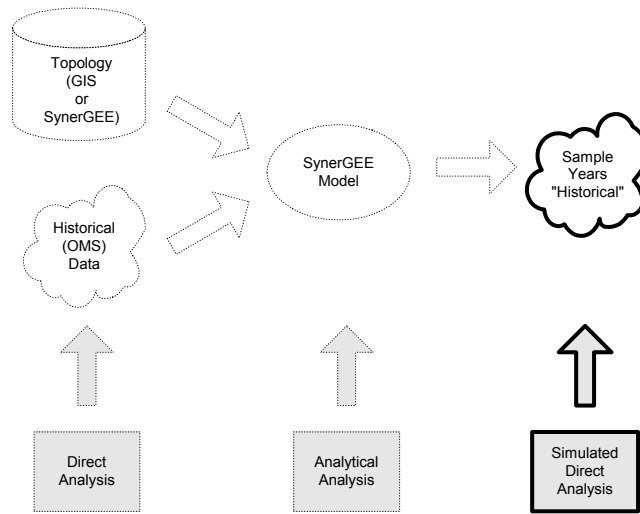 Topology
(GIS
or
SynerGEE)
SynerGEE
Model
Sample
Years
"Historical"
Historical
(OMS)
Data
Direct
Analysis
Analytical
Analysis
Simulated
Direct
Analysis